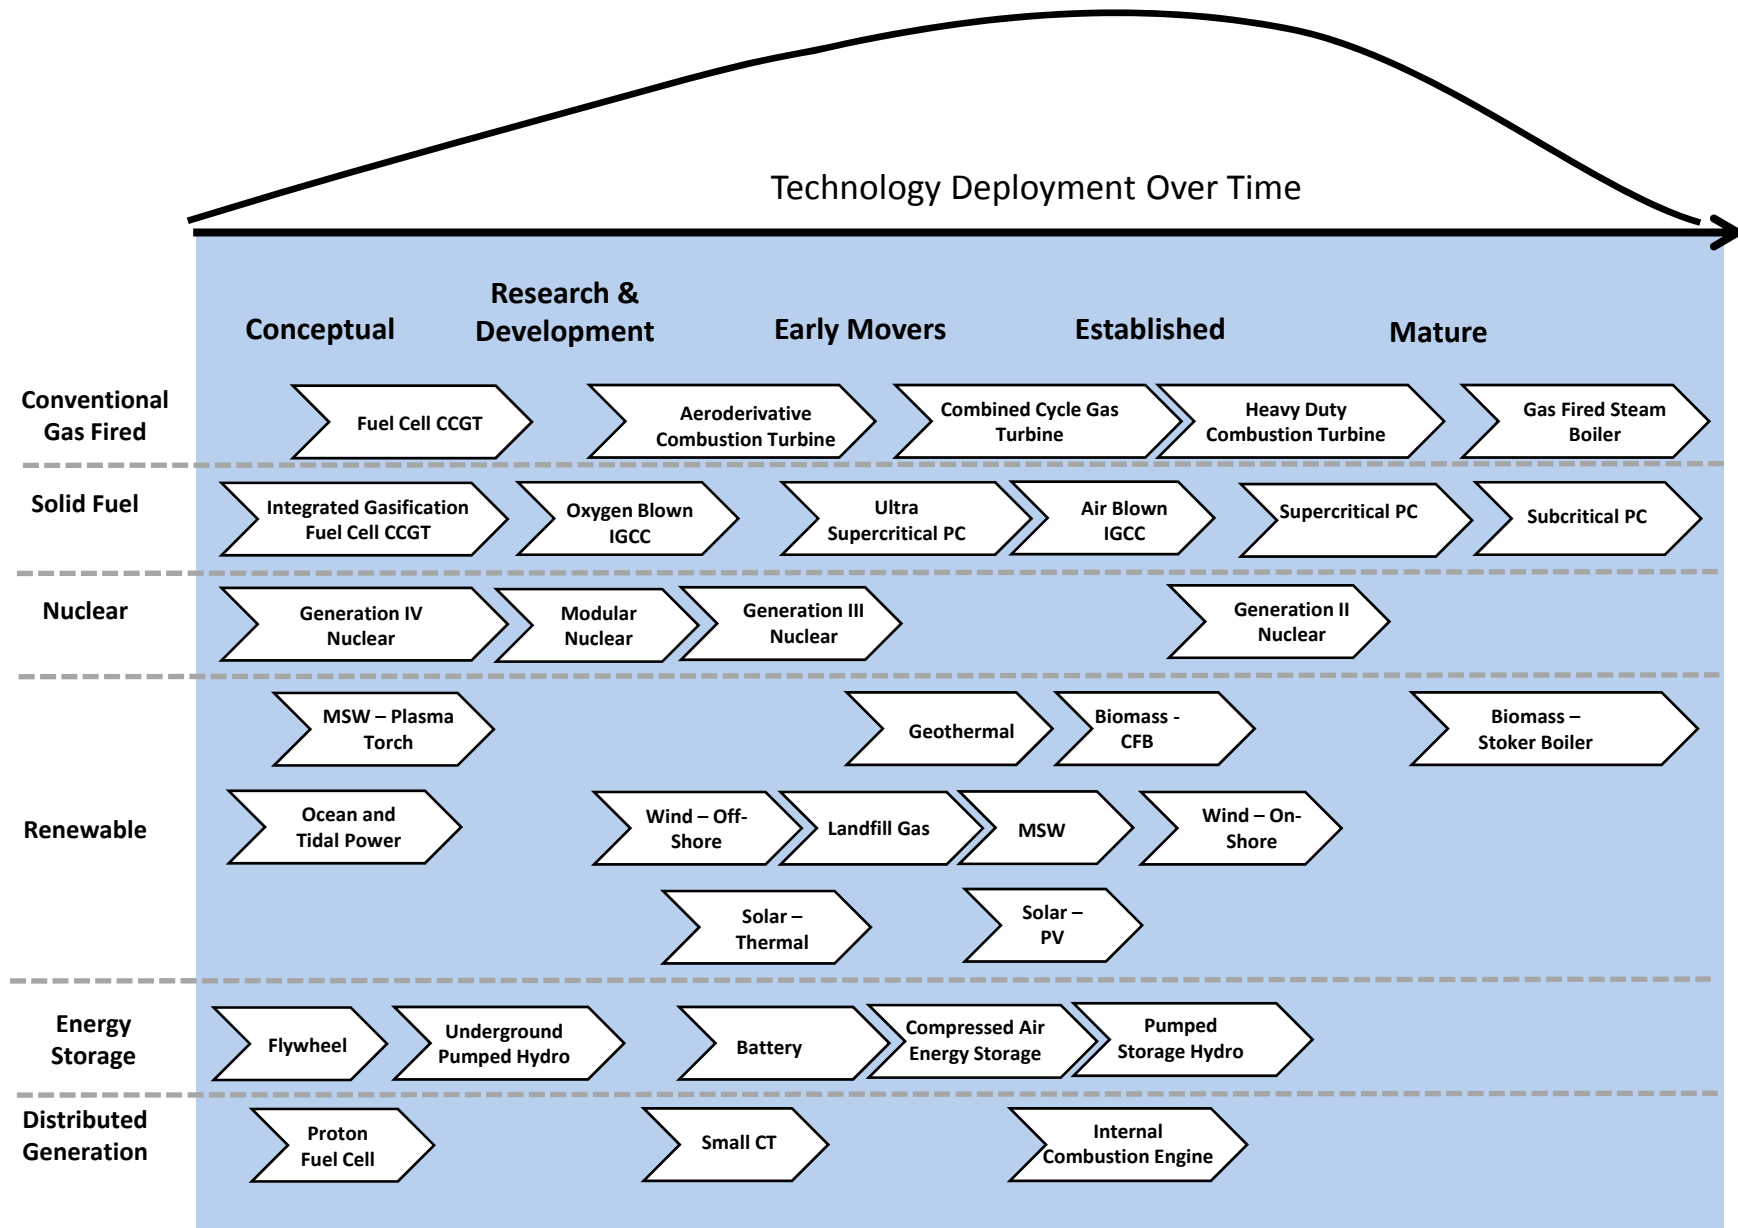 Technology Deployment Over Time
Conceptual
Research &
Development
Early Movers
Established
Mature
Conventional
Gas Fired
Fuel Cell CCGT
Aeroderivative
Combustion Turbine
Combined Cycle Gas
Turbine
Heavy Duty
Combustion Turbine
Gas Fired Steam
Boiler
Solid Fuel
Integrated Gasification
Fuel Cell CCGT
Oxygen Blown
IGCC
Ultra
Supercritical PC
Air Blown
IGCC
Supercritical PC
Subcritical PC
Nuclear
Generation IV
Nuclear
Modular
Nuclear
Generation III
Nuclear
Generation II
Nuclear
Renewable
MSW – Plasma
Torch
Geothermal
Biomass -
CFB
Biomass –
Stoker Boiler
Ocean and
Tidal Power
Wind – Off-
Shore
Landfill Gas
MSW
Wind – On-
Shore
Solar –
Thermal
Solar –
PV
Energy
Storage
Flywheel
Underground
Pumped Hydro
Battery
Compressed Air
Energy Storage
Pumped
Storage Hydro
Distributed
Generation
Proton
Fuel Cell
Small CT
Internal
Combustion Engine